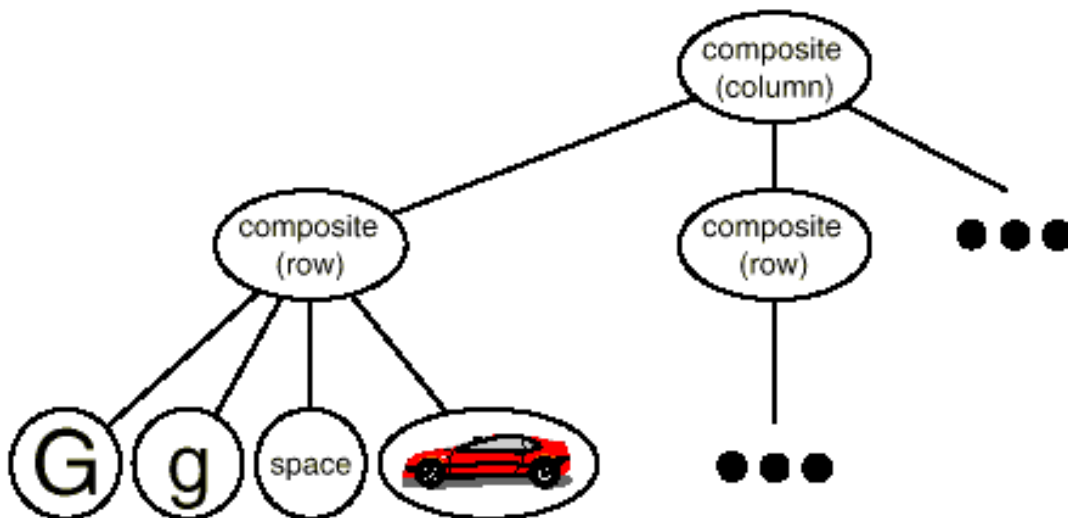 composite
(column)
composite
(row)
composite
(row)
G
g
space